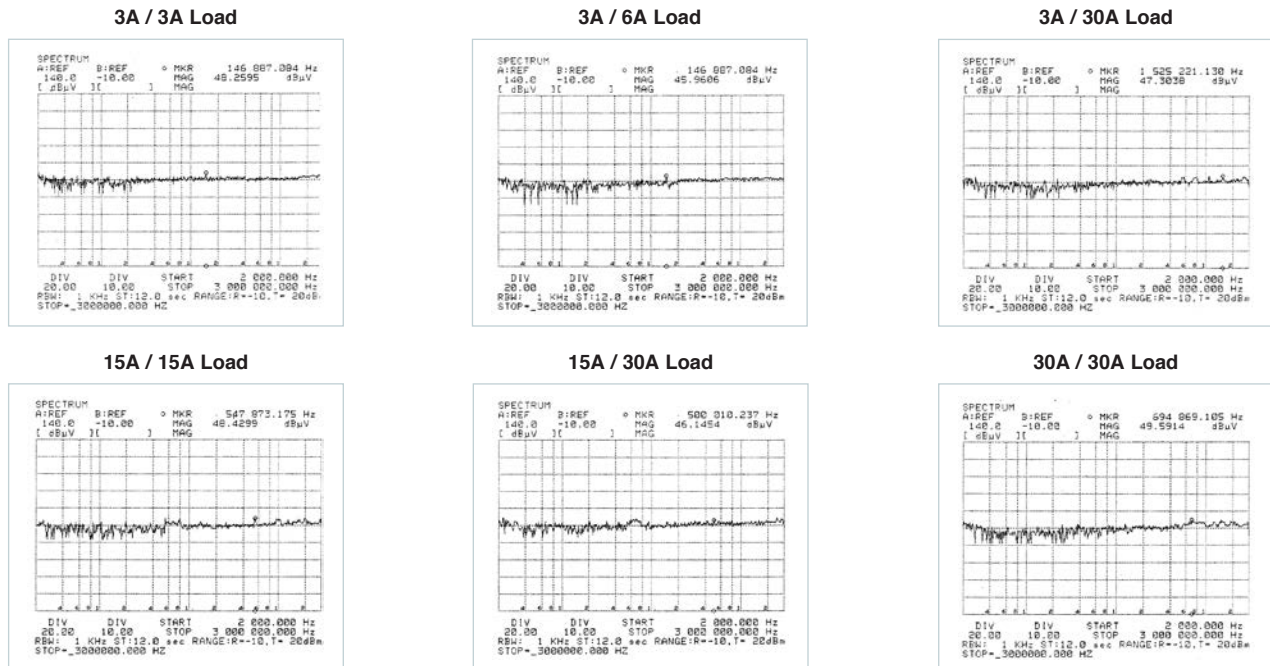 3A / 3A Load
SPECTRUM
A:REF B:REF o MKR 146 887.084 Hz
140.0 -10.00 MAG 48.2595 dBµV
[ dBµV ][ ] MAG
DIV DIV START 2 000.000 Hz
20.00 10.00 STOP 3 000 000.000 Hz
RBW: 1 KHz ST:12.0 sec RANGE:R=-10,T= 20dB
STOP=_3000000.000 HZ
3A / 6A Load
SPECTRUM
A:REF B:REF o MKR 146 887.084 Hz
140.0 -10.00 MAG 45.9606 dBµV
[ dBµV ][ ] MAG
DIV DIV START 2 000.000 Hz
20.00 10.00 STOP 3 000 000.000 Hz
RBW: 1 KHz ST:12.0 sec RANGE:R=-10,T= 20dBm
STOP=_3000000.000 HZ
3A / 30A Load
SPECTRUM
A:REF B:REF o MKR 1 525 221.130 Hz
140.0 -10.00 MAG 47.3038 dBµV
[ dBµV ][ ] MAG
DIV DIV START 2 000.000 Hz
20.00 10.00 STOP 3 000 000.000 Hz
RBW: 1 KHz ST:12.0 sec RANGE:R=-10,T= 20dBm
STOP=_3000000.000 HZ
15A / 15A Load
SPECTRUM
A:REF B:REF o MKR 547 873.175 Hz
140.0 -10.00 MAG 48.4299 dBµV
[ dBµV ][ ] MAG
DIV DIV START 2 000.000 Hz
20.00 10.00 STOP 3 000 000.000 Hz
RBW: 1 KHz ST:12.0 sec RANGE:R=-10,T= 20dBm
STOP=_3000000.000 HZ
15A / 30A Load
SPECTRUM
A:REF B:REF o MKR 500 010.237 Hz
140.0 -10.00 MAG 46.1454 dBµV
[ dBµV ][ ] MAG
DIV DIV START 2 000.000 Hz
20.00 10.00 STOP 3 000 000.000 Hz
RBW: 1 KHz ST:12.0 sec RANGE:R=-10,T= 20dBm
STOP=_3000000.000 HZ
30A / 30A Load
SPECTRUM
A:REF B:REF o MKR 694 869.105 Hz
140.0 -10.00 MAG 49.5914 dBµV
[ dBµV ][ ] MAG
DIV DIV START 2 000.000 Hz
20.00 10.00 STOP 3 000 000.000 Hz
RBW: 1 KHz ST:12.0 sec RANGE:R=-10,T= 20dBm
STOP=_3000000.000 HZ